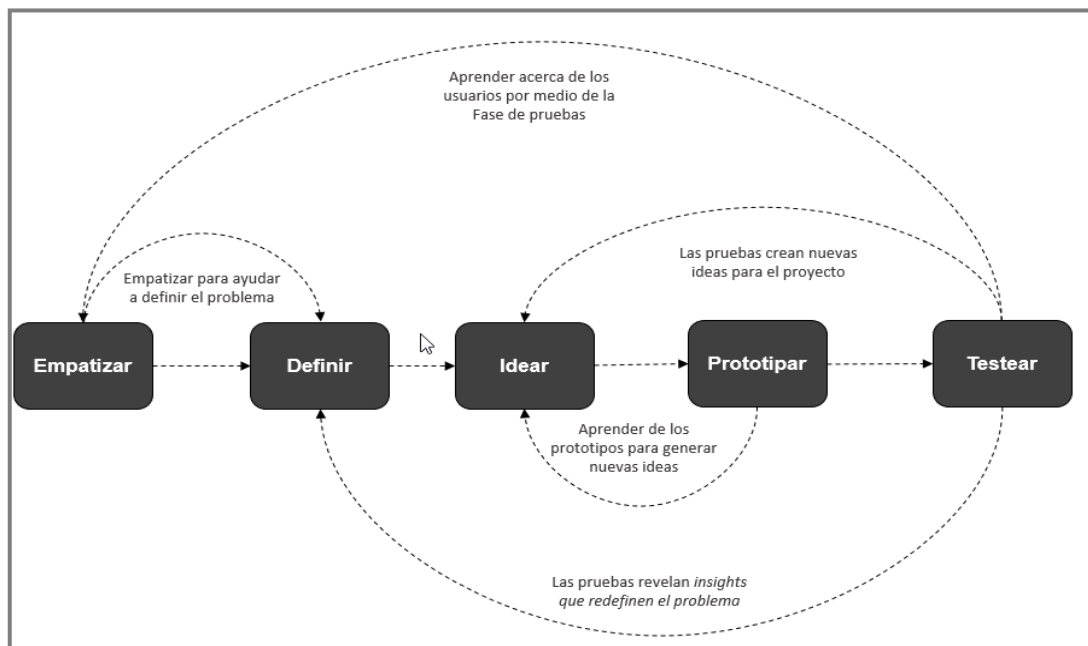 Aprender acerca de los
usuarios por medio de la
Fase de pruebas
Las pruebas crean nuevas
ideas para el proyecto
Empatizar para ayudar
a definir el problema
Empatizar
Definir
Idear
Prototipar
Testear
Aprender de los
prototipos para generar
nuevas ideas
Las pruebas revelan insights
que redefinen el problema